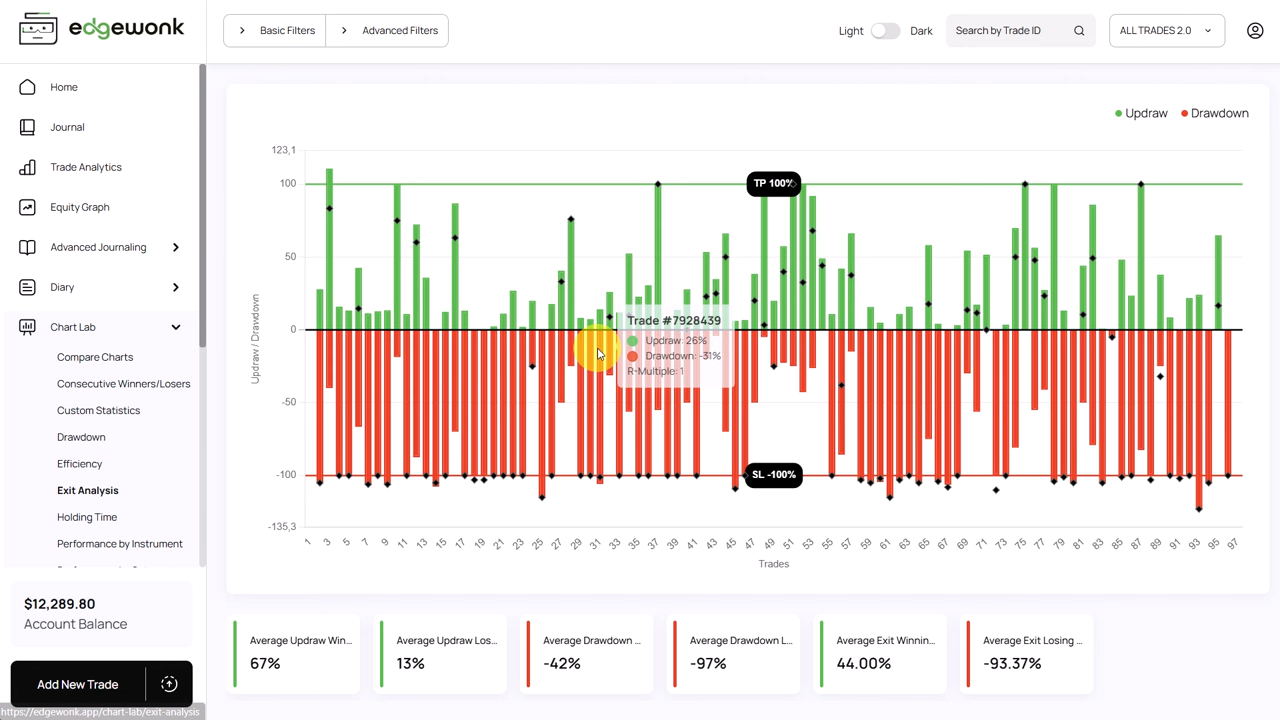 edgewonk
Basic Filters
Advanced Filters
Light
Dark
Search by Trade ID
ALL TRADES 2.0
Home
Journal
Trade Analytics
Equity Graph
Advanced Journaling
Diary
Chart Lab
Compare Charts
Consecutive Winners/Losers
Custom Statistics
Drawdown
Efficiency
Exit Analysis
Holding Time
Performance by Instrument
$12,289.80
Account Balance
Add New Trade
https://edgewonk.app/chart-lab/exit-analysis
Updraw
Drawdown
123,1
100
50
0
-50
-100
-135,3
Updraw / Drawdown
TP 100%
SL -100%
Trade #7928439
Updraw: 26%
Drawdown: -31%
R-Multiple: 1
1 3 5 7 9 11 13 15 17 19 21 23 25 27 29 31 33 35 37 39 41 43 45 47 49 51 53 55 57 59 61 63 65 67 69 71 73 75 77 79 81 83 85 87 89 91 93 95 97
Trades
Average Updraw Win...
67%
Average Updraw Los...
13%
Average Drawdown ...
-42%
Average Drawdown L...
-97%
Average Exit Winnin...
44.00%
Average Exit Losing ...
-93.37%